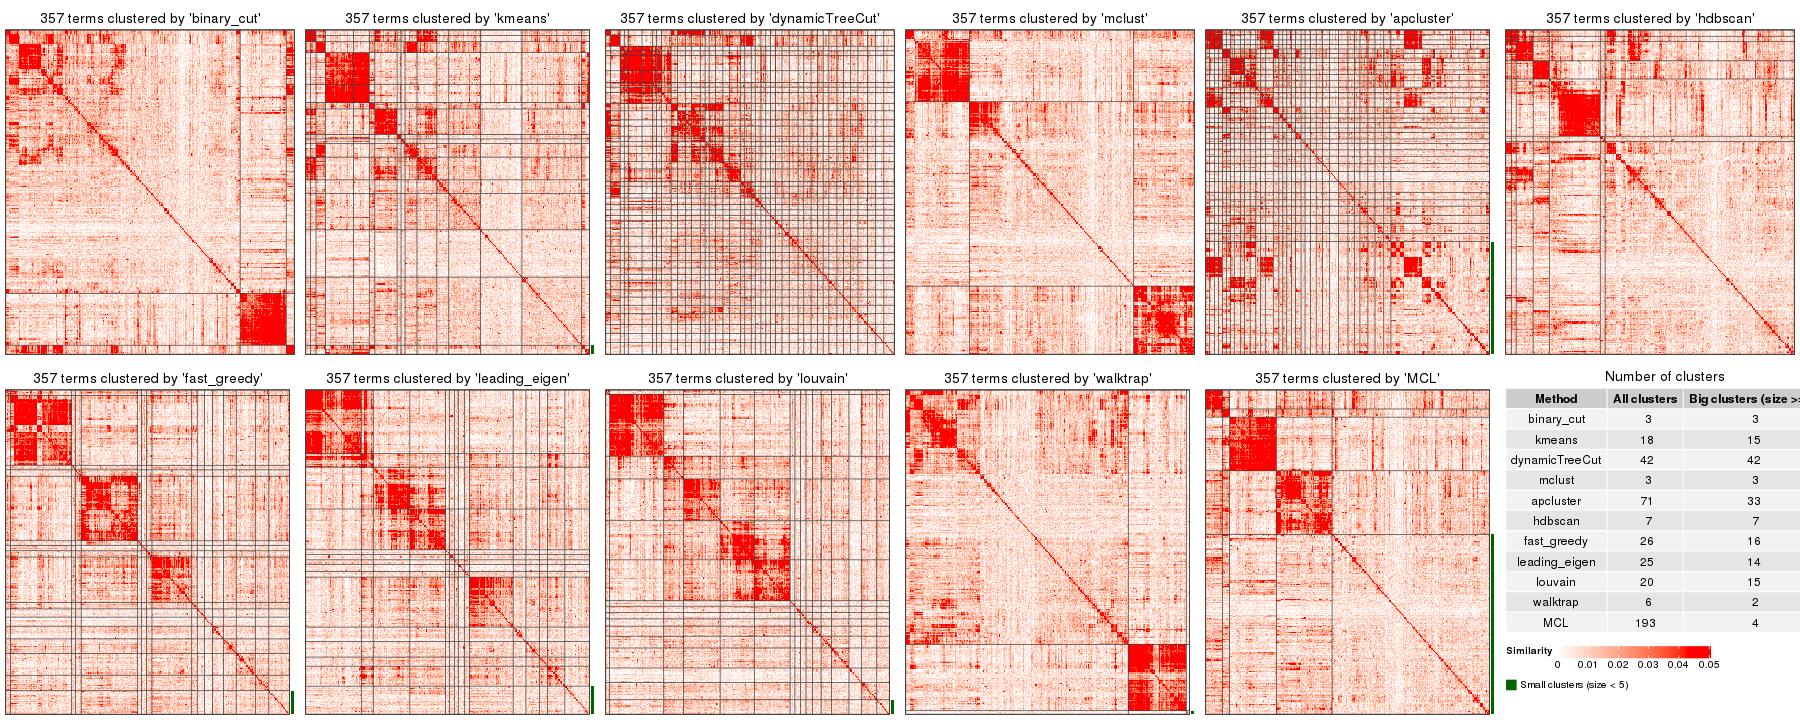 357 terms clustered by 'binary_cut'
357 terms clustered by 'kmeans'
357 terms clustered by 'dynamicTreeCut'
357 terms clustered by 'mclust'
357 terms clustered by 'apcluster'
357 terms clustered by 'hdbscan'
357 terms clustered by 'fast_greedy'
357 terms clustered by 'leading_eigen'
357 terms clustered by 'louvain'
357 terms clustered by 'walktrap'
357 terms clustered by 'MCL'
Number of clusters
Method All clusters Big clusters (size >
binary_cut 3 3
kmeans 18 15
dynamicTreeCut 42 42
mclust 3 3
apcluster 71 33
hdbscan 7 7
fast_greedy 26 16
leading_eigen 25 14
louvain 20 15
walktrap 6 2
MCL 193 4
Similarity
0 0.01 0.02 0.03 0.04 0.05
Small clusters (size < 5)